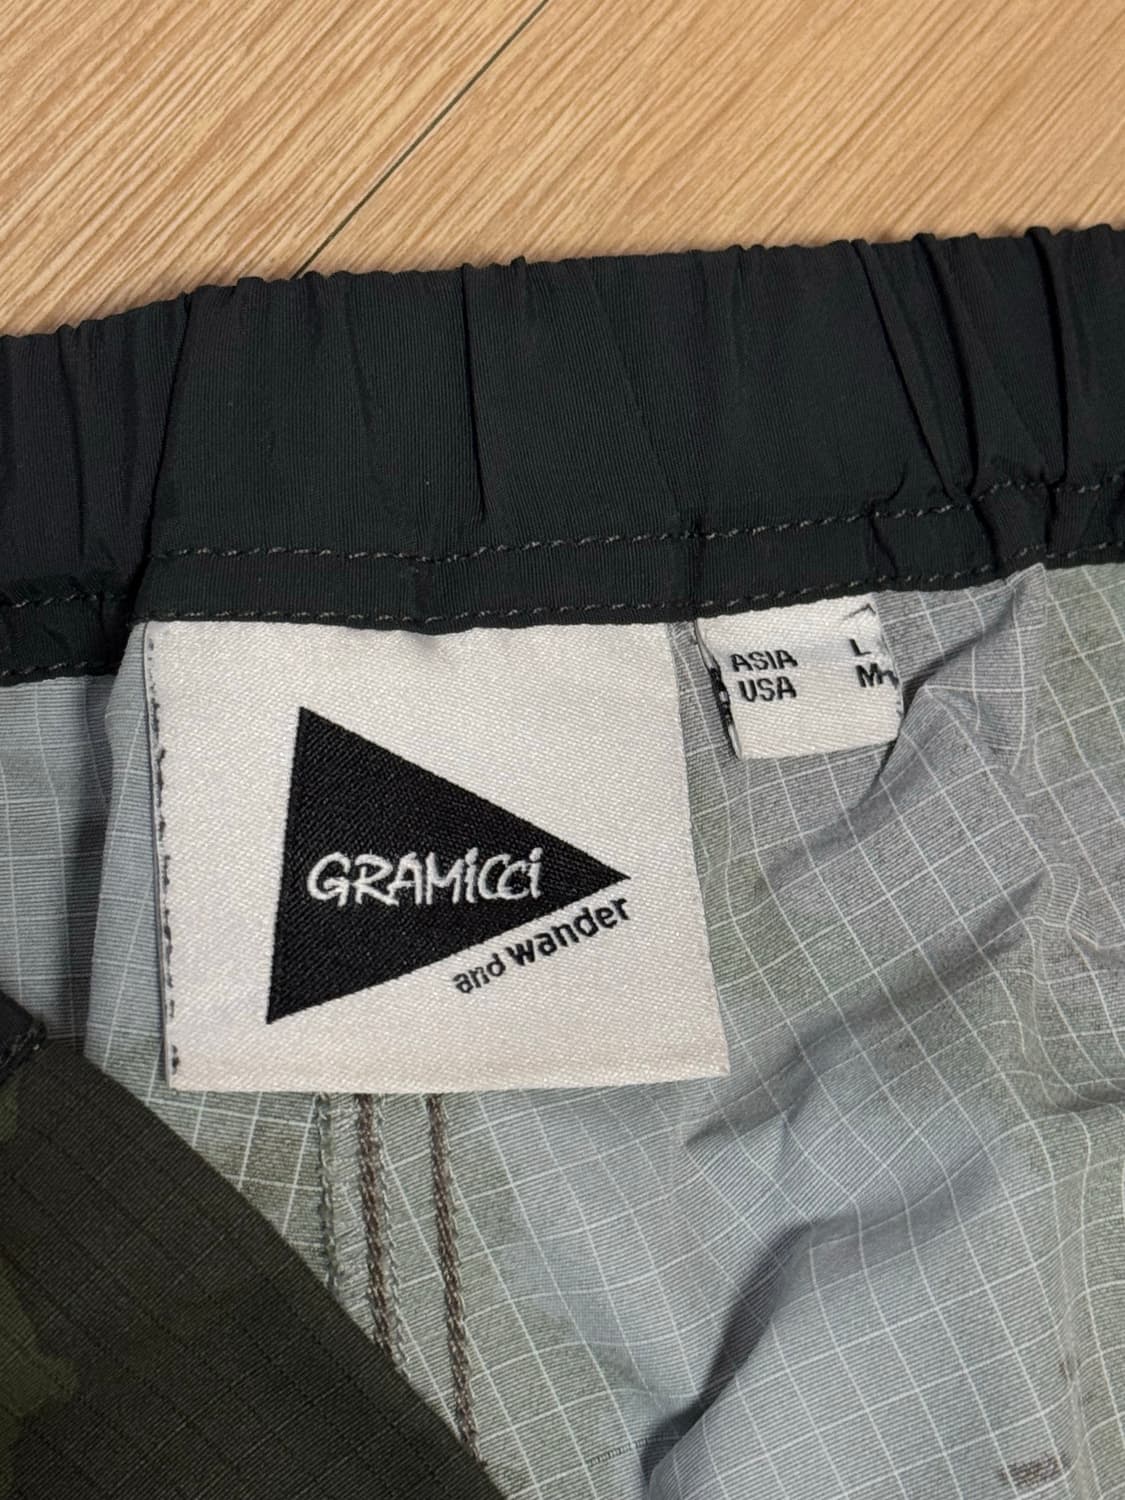 GRAMiCCi
and wander
ASIA L
USA M